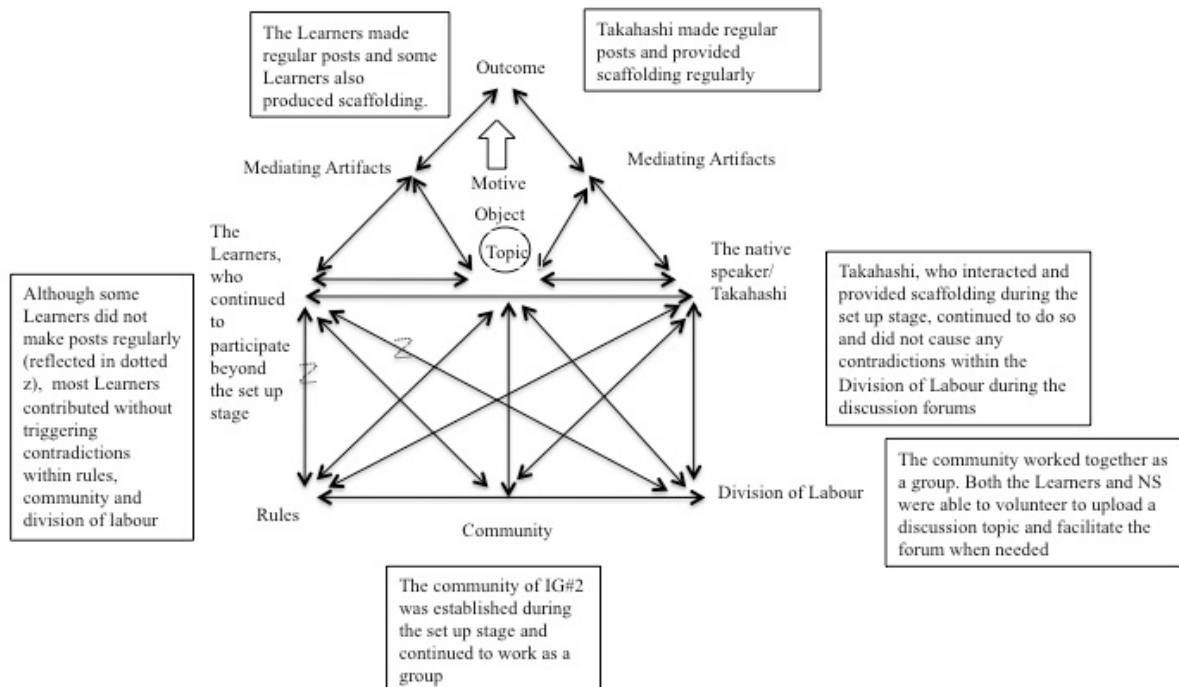 The Learners made
regular posts and some
Learners also
produced scaffolding.
Takahashi made regular
posts and provided
scaffolding regularly
Outcome
Mediating Artifacts
Mediating Artifacts
Motive
Object
Topic
The
Learners,
who
continued
to
participate
beyond
the set up
stage
The native
speaker/
Takahashi
Although some
Learners did not
make posts regularly
(reflected in dotted
z), most Learners
contributed without
triggering
contradictions
within rules,
community and
division of labour
z
z
Takahashi, who interacted and
provided scaffolding during the
set up stage, continued to do so
and did not cause any
contradictions within the
Division of Labour during the
discussion forums
Rules
Community
Division of Labour
The community worked together as
a group. Both the Learners and NS
were able to volunteer to upload a
discussion topic and facilitate the
forum when needed
The community of IG#2
was established during
the set up stage and
continued to work as a
group